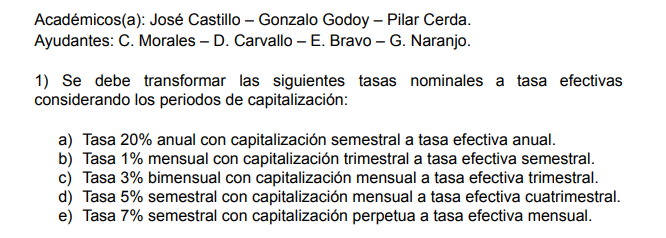 Académicos(a): José Castillo – Gonzalo Godoy – Pilar Cerda.
Ayudantes: C. Morales – D. Carvallo – E. Bravo – G. Naranjo.
1) Se debe transformar las siguientes tasas nominales a tasa efectivas
considerando los periodos de capitalización:
a) Tasa 20% anual con capitalización semestral a tasa efectiva anual.
b) Tasa 1% mensual con capitalización trimestral a tasa efectiva semestral.
c) Tasa 3% bimensual con capitalización mensual a tasa efectiva trimestral.
d) Tasa 5% semestral con capitalización mensual a tasa efectiva cuatrimestral.
e) Tasa 7% semestral con capitalización perpetua a tasa efectiva mensual.